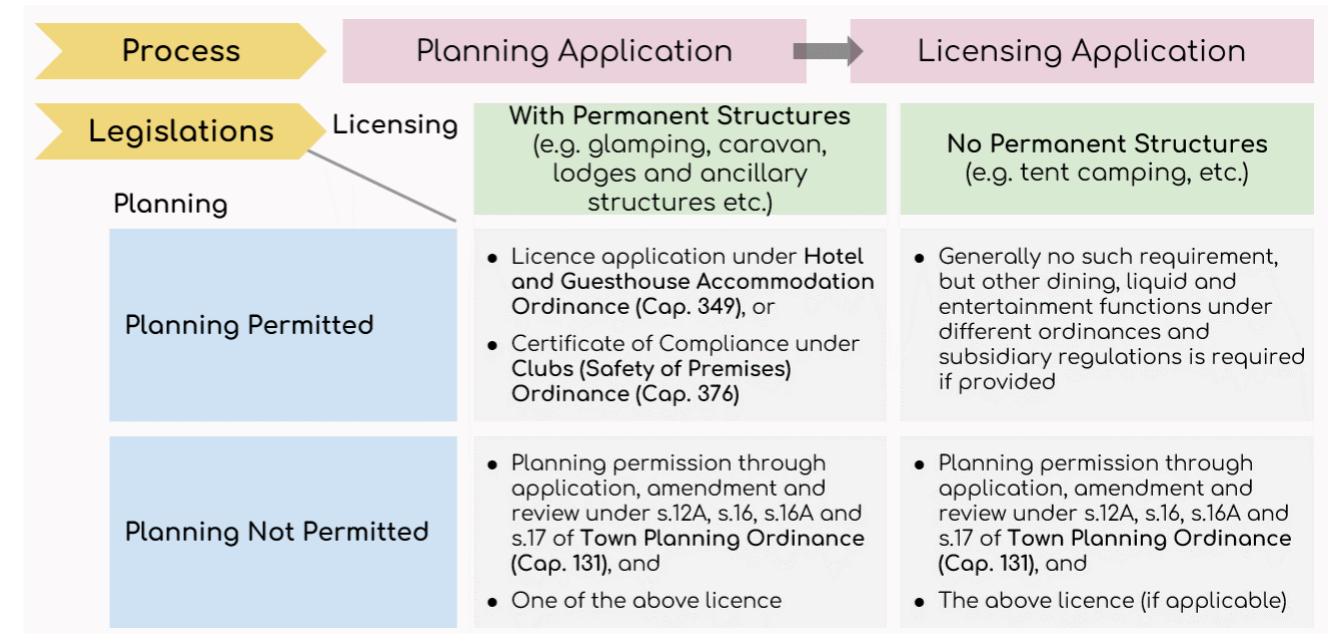 Process
Planning Application
Licensing Application
Legislations
Licensing
Planning
With Permanent Structures
(e.g. glamping, caravan,
lodges and ancillary
structures etc.)
No Permanent Structures
(e.g. tent camping, etc.)
Planning Permitted
● Licence application under Hotel
and Guesthouse Accommodation
Ordinance (Cap. 349), or
● Certificate of Compliance under
Clubs (Safety of Premises)
Ordinance (Cap. 376)
● Generally no such requirement,
but other dining, liquid and
entertainment functions under
different ordinances and
subsidiary regulations is required
if provided
Planning Not Permitted
● Planning permission through
application, amendment and
review under s.12A, s.16, s.16A and
s.17 of Town Planning Ordinance
(Cap. 131), and
● One of the above licence
● Planning permission through
application, amendment and
review under s.12A, s.16, s.16A and
s.17 of Town Planning Ordinance
(Cap. 131), and
● The above licence (if applicable)